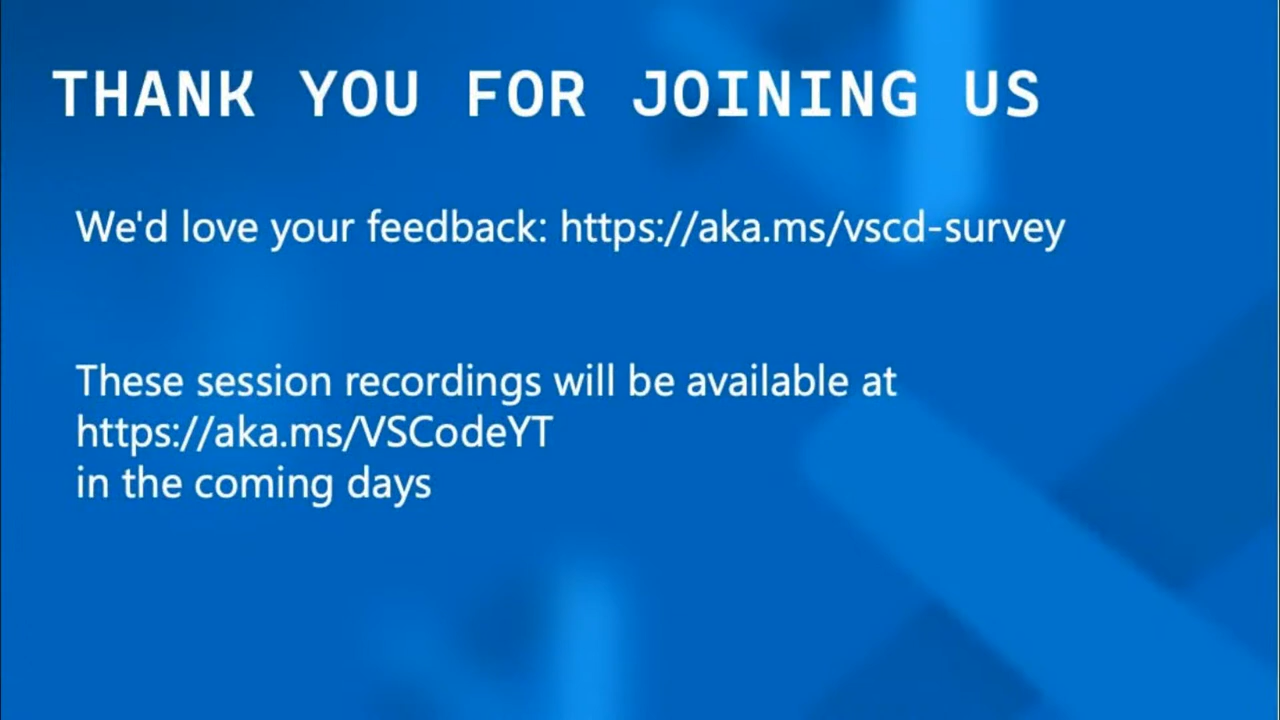 THANK YOU FOR JOINING US
We'd love your feedback: https://aka.ms/vscd-survey
These session recordings will be available at
https://aka.ms/VSCodeYT
in the coming days